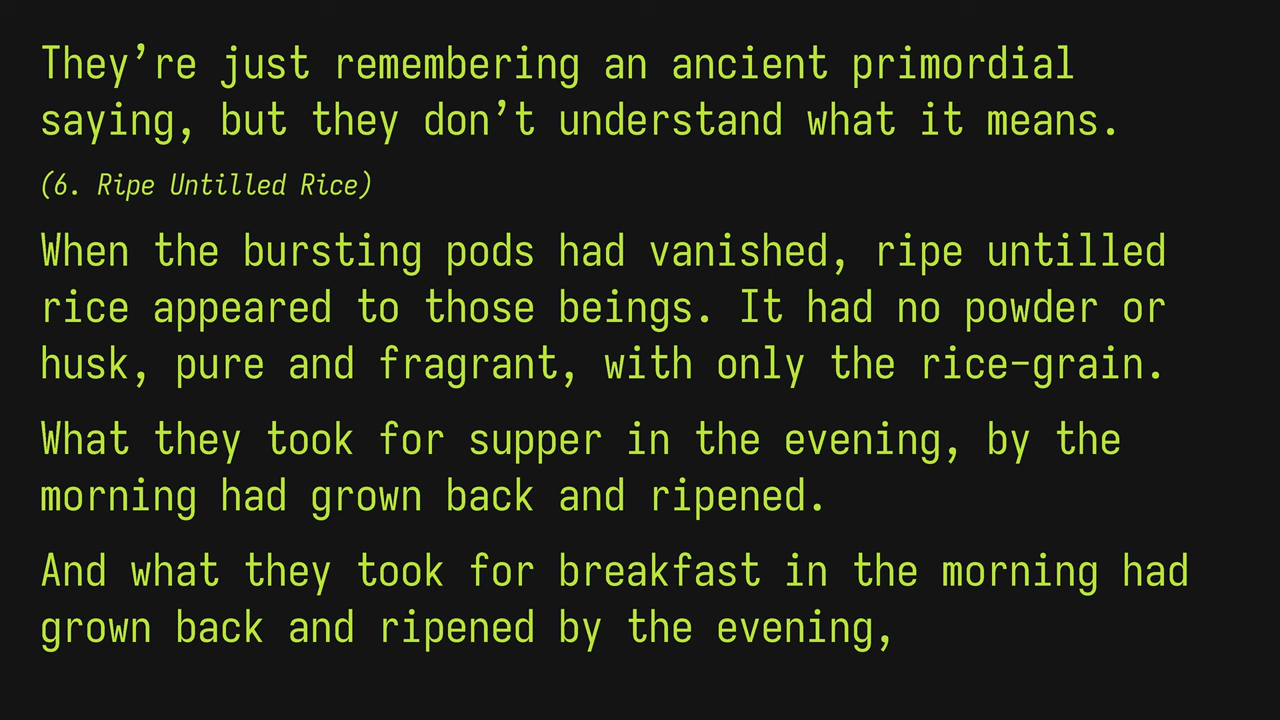 They’re just remembering an ancient primordial
saying, but they don’t understand what it means.
(6. Ripe Untilled Rice)
When the bursting pods had vanished, ripe untilled
rice appeared to those beings. It had no powder or
husk, pure and fragrant, with only the rice-grain.
What they took for supper in the evening, by the
morning had grown back and ripened.
And what they took for breakfast in the morning had
grown back and ripened by the evening,